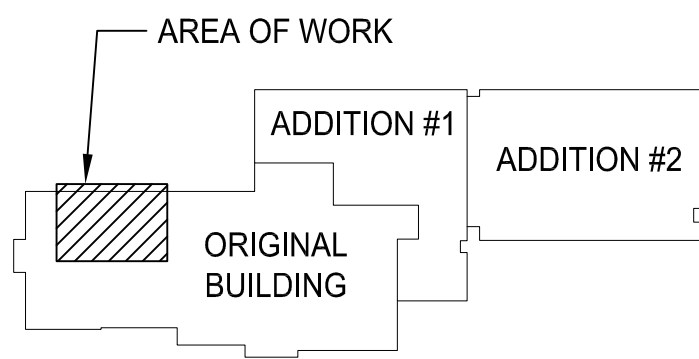 AREA OF WORK
ADDITION #1
ADDITION #2
ORIGINAL
BUILDING